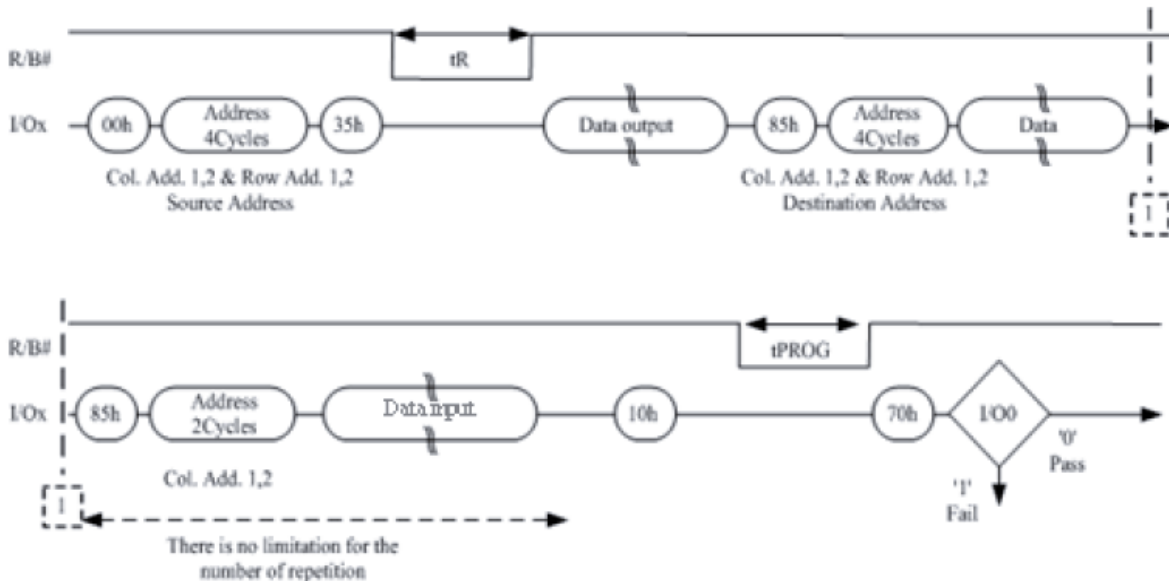 R/B#
tR
1
I/Ox
00h
Address
4Cycles
35h
Data output
85h
Address
4Cycles
Data
Col. Add. 1,2 & Row Add. 1,2
Source Address
Col. Add. 1,2 & Row Add. 1,2
Destination Address
1
R/B#
tPROG
I/Ox
85h
Address
2Cycles
Data input
10h
70h
I/O0
'0'
Pass
Col. Add. 1,2
1
'1'
Fail
There is no limitation for the
number of repetition